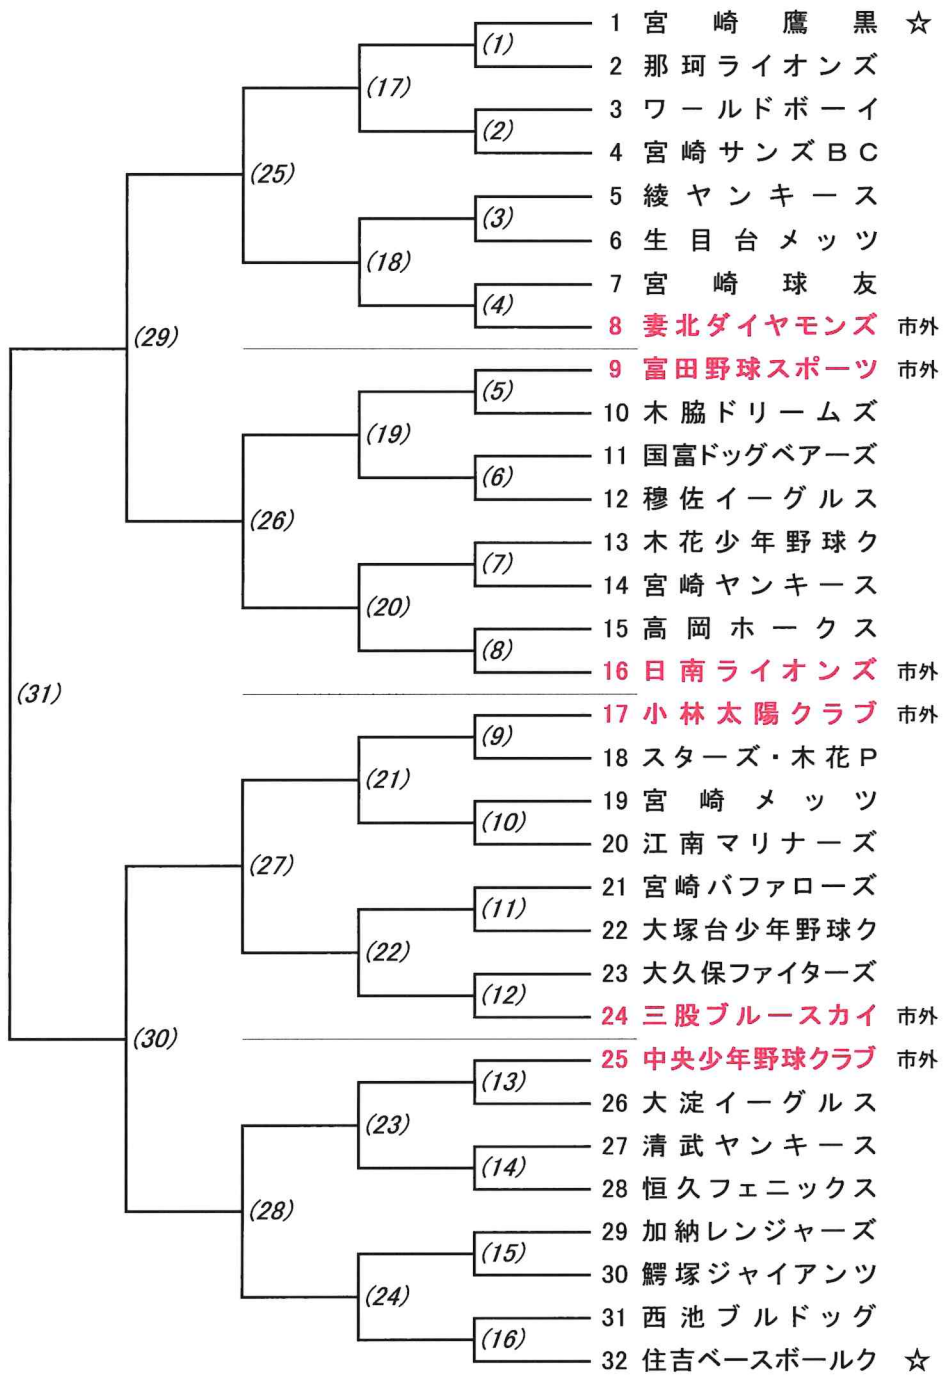 1 宮崎鷹黒 ☆
(1)
2 那珂ライオンズ
(17)
3 ワールドボーイ
(2)
4 宮崎サンズBC
(25)
5 綾ヤンキース
(3)
6 生目台メッツ
(18)
7 宮崎球友
(4)
8 妻北ダイヤモンズ 市外
(29)
9 富田野球スポーツ 市外
(5)
10 木脇ドリームズ
(19)
11 国富ドッグベアーズ
(6)
12 穆佐イーグルス
(26)
13 木花少年野球ク
(7)
14 宮崎ヤンキース
(20)
15 高岡ホークス
(8)
16 日南ライオンズ 市外
(31)
17 小林太陽クラブ 市外
(9)
18 スターズ・木花P
(21)
19 宮崎メッツ
(10)
20 江南マリナーズ
(27)
21 宮崎バファローズ
(11)
22 大塚台少年野球ク
(22)
23 大久保ファイターズ
(12)
24 三股ブルースカイ 市外
(30)
25 中央少年野球クラブ 市外
(13)
26 大淀イーグルス
(23)
27 清武ヤンキース
(14)
28 恒久フェニックス
(28)
29 加納レンジャーズ
(15)
30 鰐塚ジャイアンツ
(24)
31 西池ブルドッグ
(16)
32 住吉ベースボールク ☆